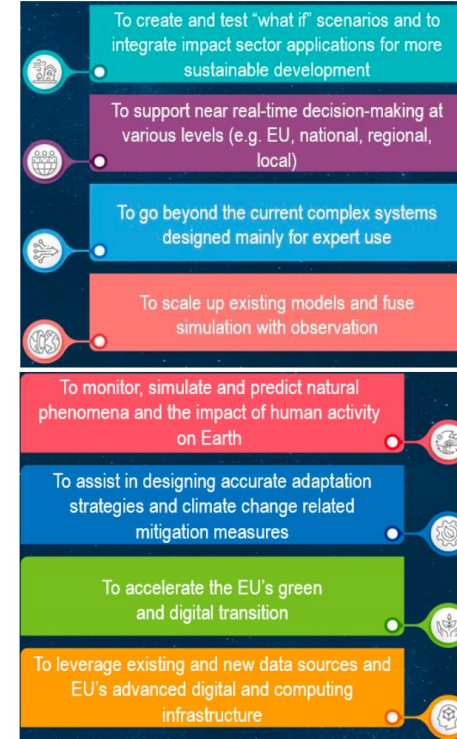 To create and test “what if” scenarios and to
integrate impact sector applications for more
sustainable development
To support near real-time decision-making at
various levels (e.g. EU, national, regional,
local)
To go beyond the current complex systems
designed mainly for expert use
To scale up existing models and fuse
simulation with observation
To monitor, simulate and predict natural
phenomena and the impact of human activity
on Earth
To assist in designing accurate adaptation
strategies and climate change related
mitigation measures
To accelerate the EU’s green
and digital transition
To leverage existing and new data sources and
EU’s advanced digital and computing
infrastructure